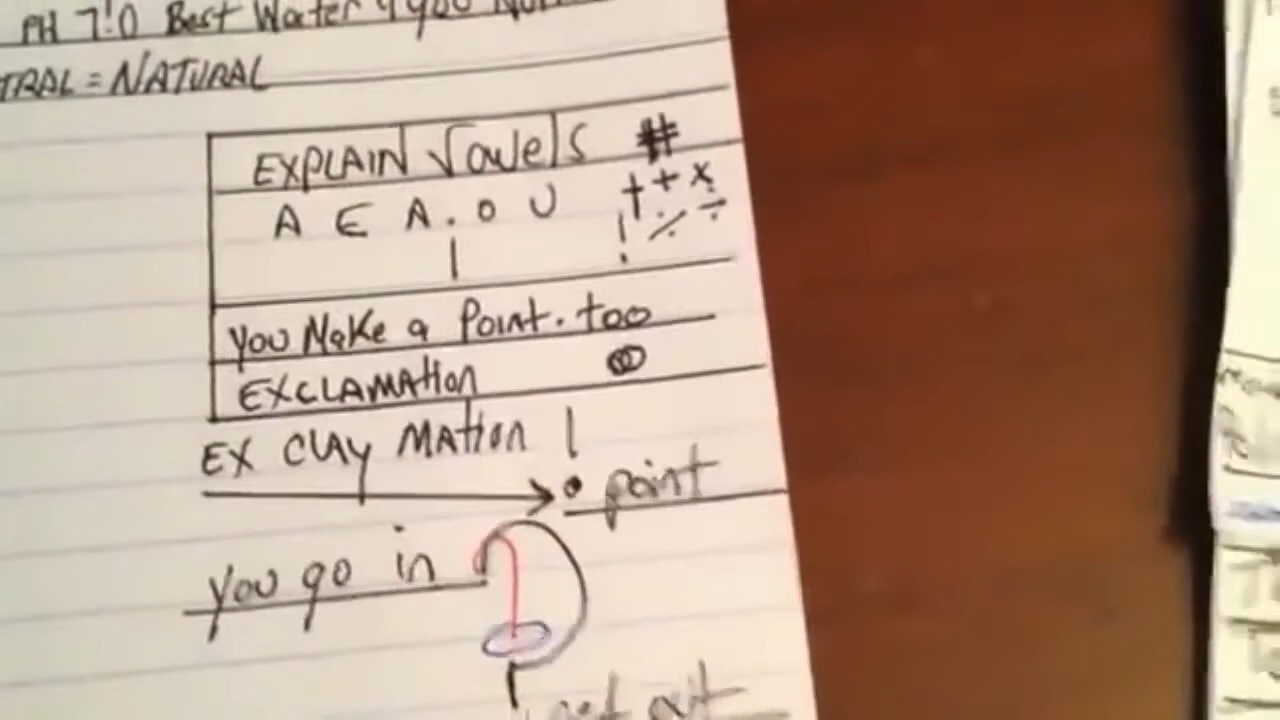 PH 7.0 Best Water
TRAL = NATURAL
EXPLAIN Vowels #
A E A . O U + + x
| ! ÷ ÷
You Make a Point. too
EXCLAMATION
EX CLAY MATION !
point
you go in
out